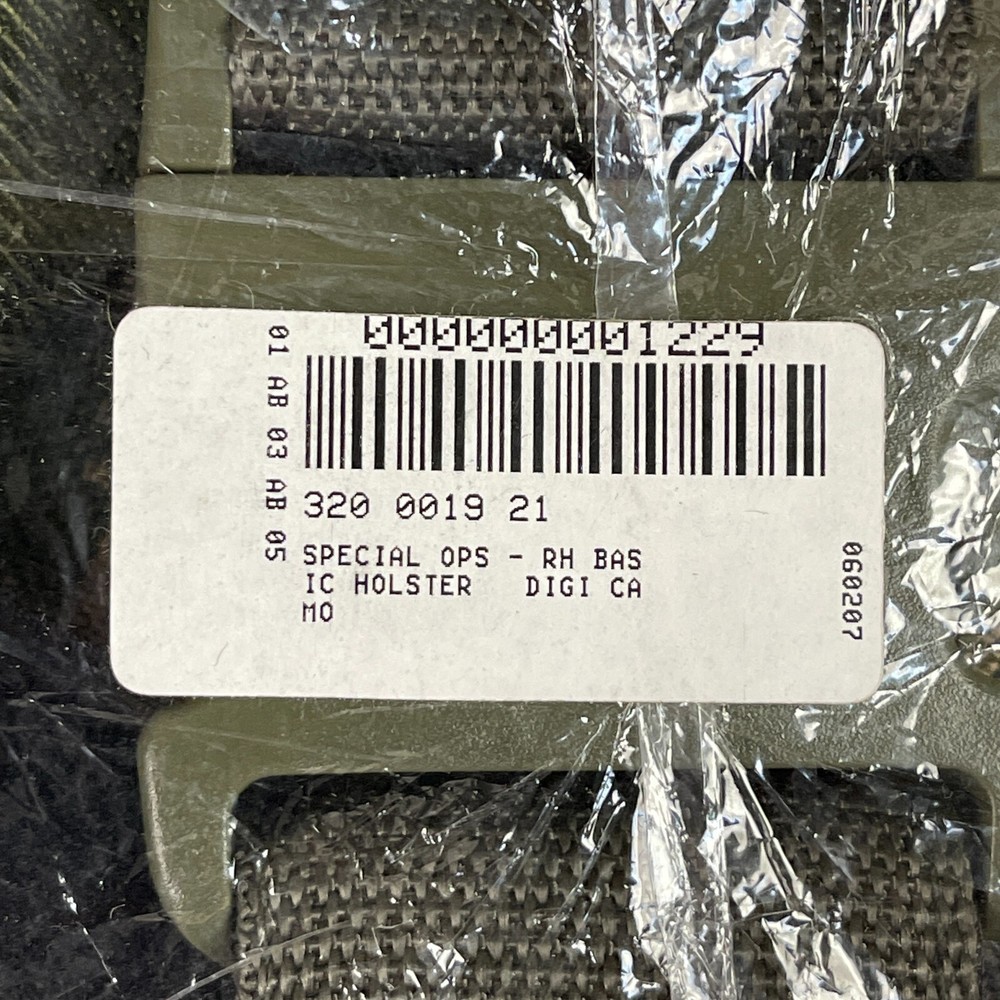 000000001229
01 AB 03 AB 05
320 0019 21
SPECIAL OPS - RH BAS
IC HOLSTER   DIGI CA
MO
060207